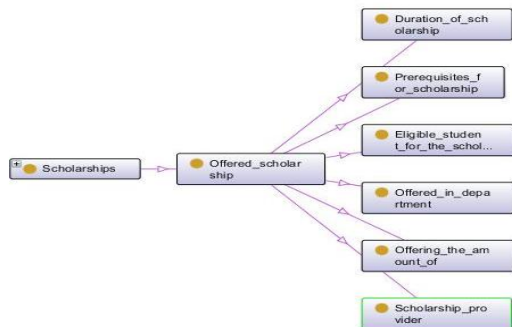 Duration_of_sch
olarship
Prerequisites_f
or_scholarship
Eligible_studen
t_for_the_schol...
Scholarships
Offered_scholar
ship
Offered_in_depa
rtment
Offering_the_am
ount_of
Scholarship_pro
vider